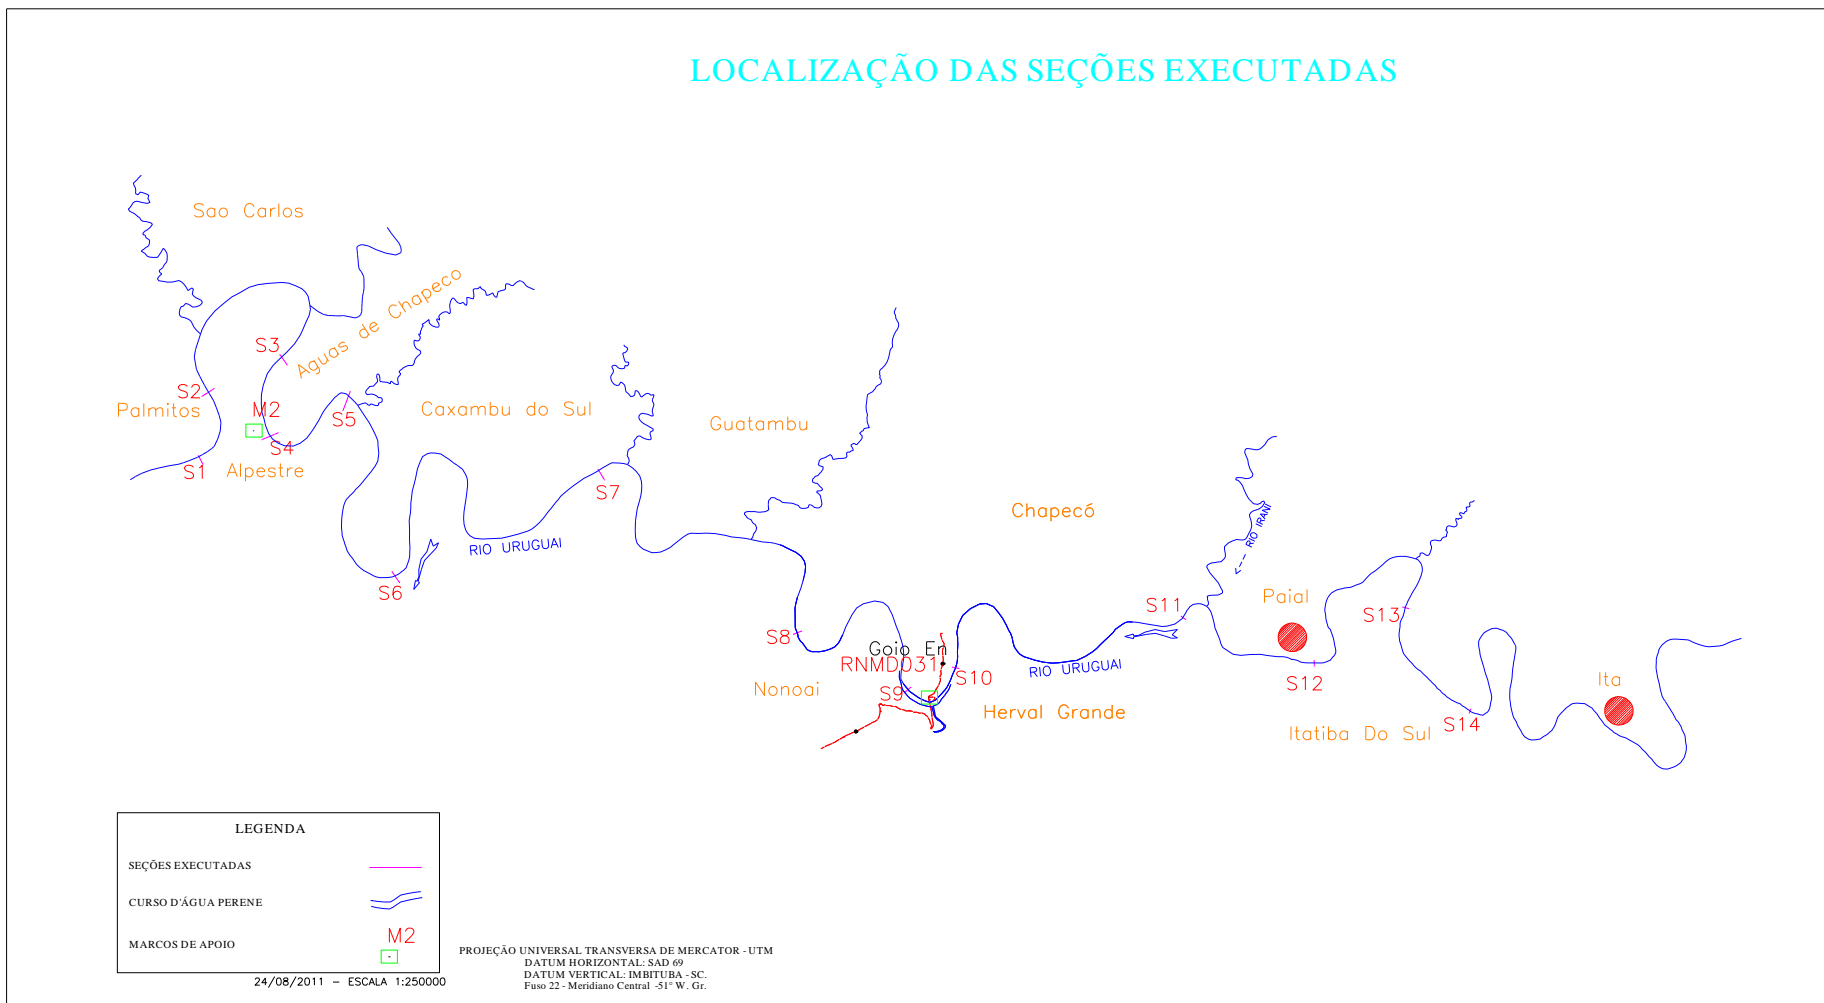 LOCALIZAÇÃO DAS SEÇÕES EXECUTADAS
Sao Carlos
Aguas de Chapeco
S3
S2
Palmitos
M2
S5
Caxambu do Sul
Guatambu
S4
S1
Alpestre
S7
Chapecó
RIO IRANI
RIO URUGUAI
S6
Paial
S11
S13
S8
Goio En
RNMD031
RIO URUGUAI
S10
S12
Ita
Nonoai
S9
Herval Grande
S14
Itatiba Do Sul
LEGENDA
SEÇÕES EXECUTADAS
CURSO D'ÁGUA PERENE
MARCOS DE APOIO
M2
24/08/2011 - ESCALA 1:250000
PROJEÇÃO UNIVERSAL TRANSVERSA DE MERCATOR - UTM
DATUM HORIZONTAL: SAD 69
DATUM VERTICAL: IMBITUBA - SC.
Fuso 22 - Meridiano Central -51° W. Gr.